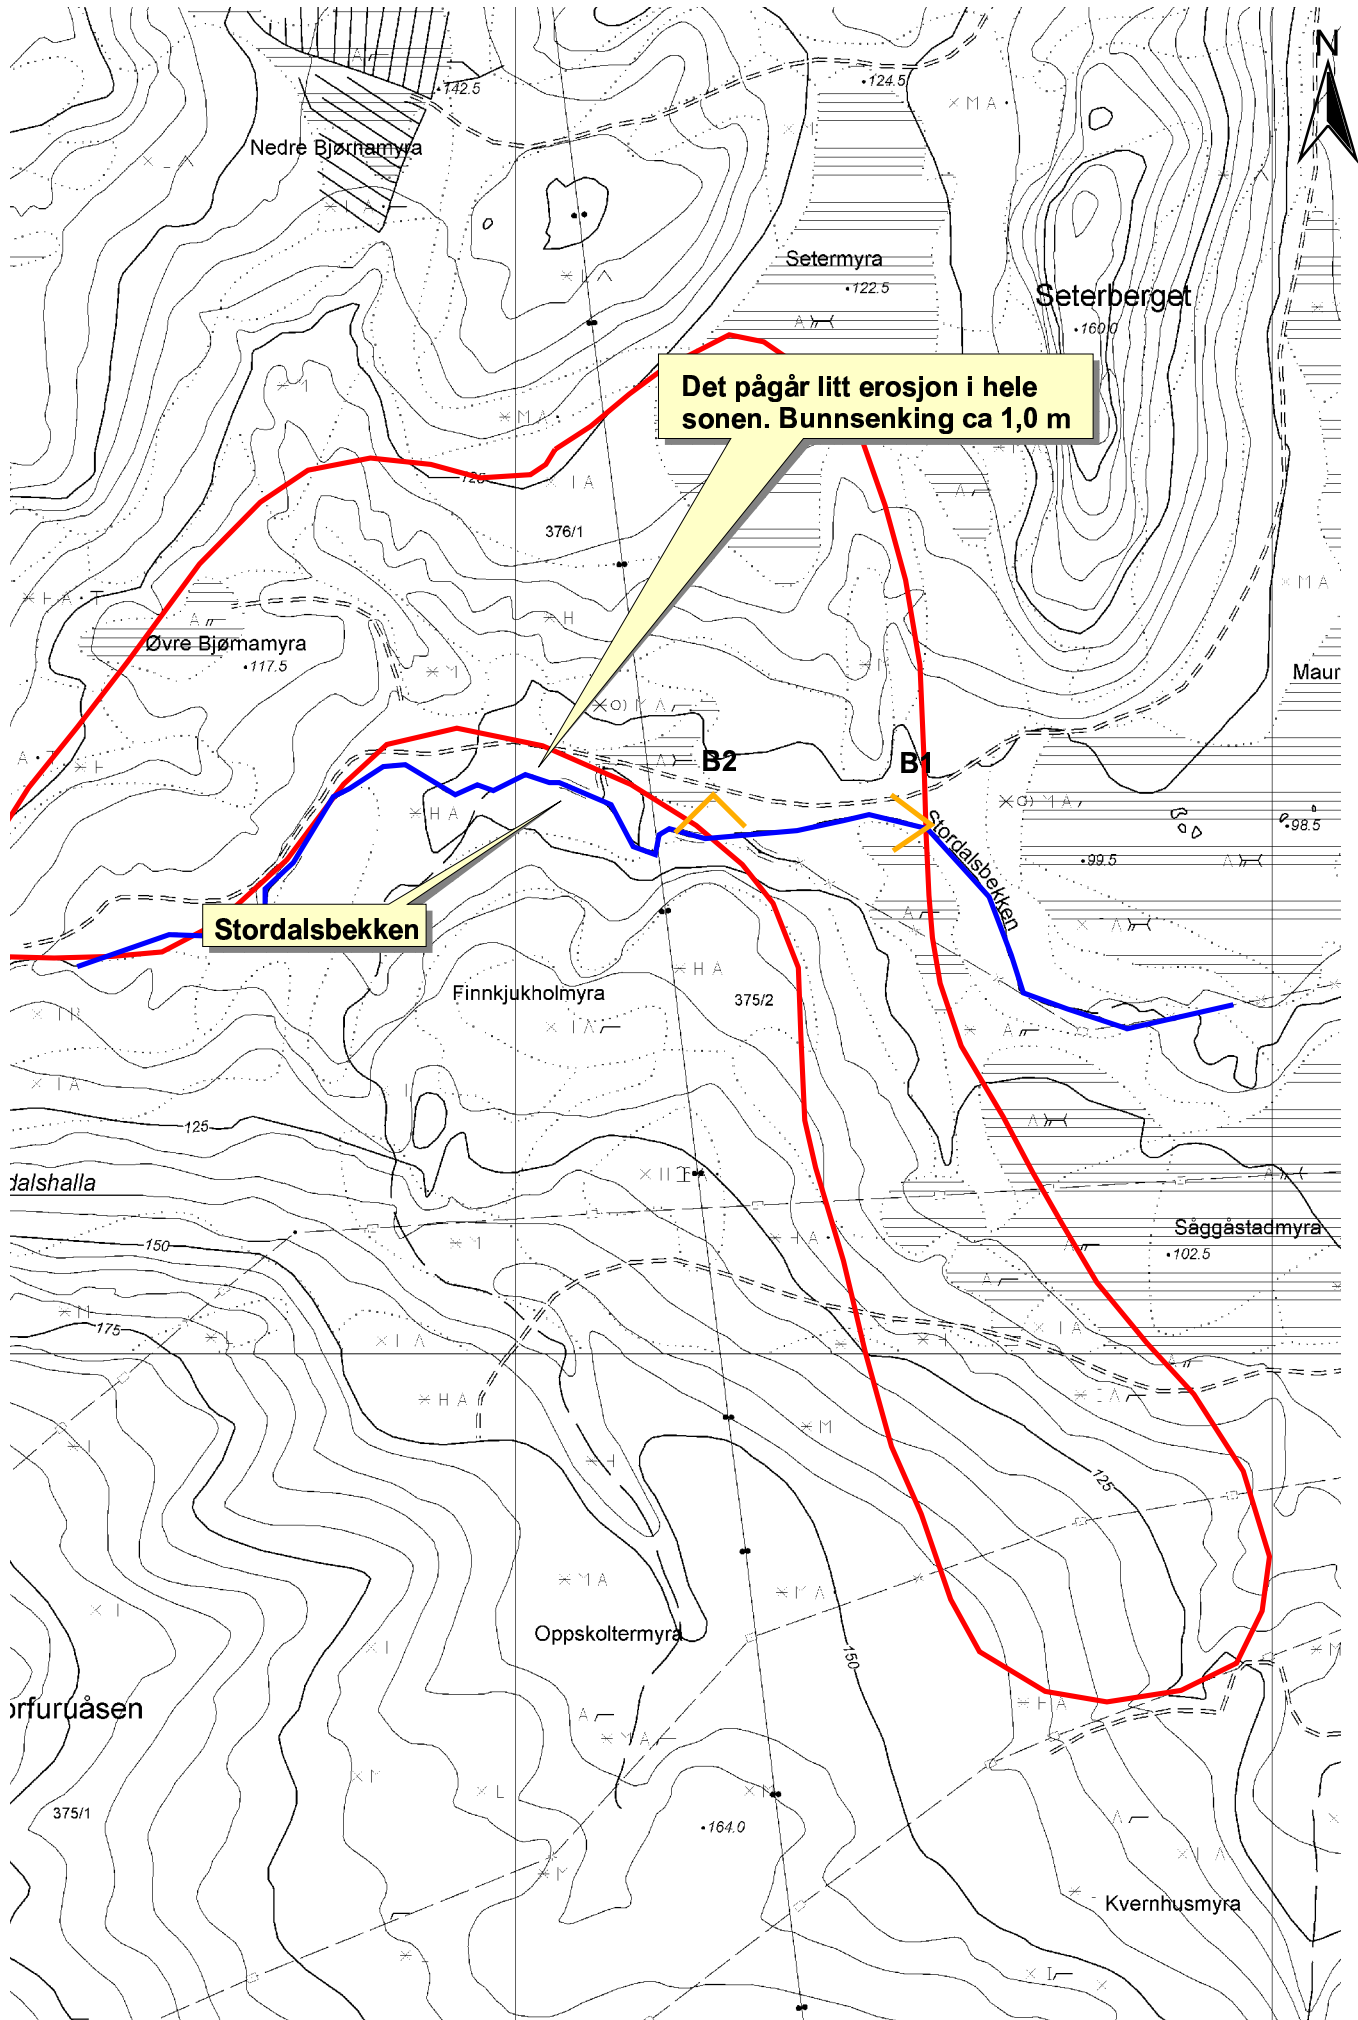 N
124.5
142.5
M A
Nedre Bjørnamyra
Setermyra
122.5
Seterberget
160.0
Det pågår litt erosjon i hele
sonen. Bunnsenking ca 1,0 m
376/1
Øvre Bjørnamyra
117.5
Maur
B2
B1
98.5
99.5
Stordalsbekken
Stordalsbekken
Finnkjukholmyra
375/2
125
dalshalla
150
Såggåstadmyra
102.5
175
125
Oppskoltermyra
150
orfuruåsen
375/1
164.0
Kvernhusmyra